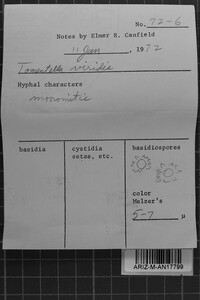 No. 72-6
Notes by Elmer R. Canfield
11 Jan, 1972
Tomentella viridis
Hyphal characters
monomitic
basidia
cystidia
setae, etc.
basidiospores
color
Melzer's
5-7 µ
ARIZ-M-AN17799